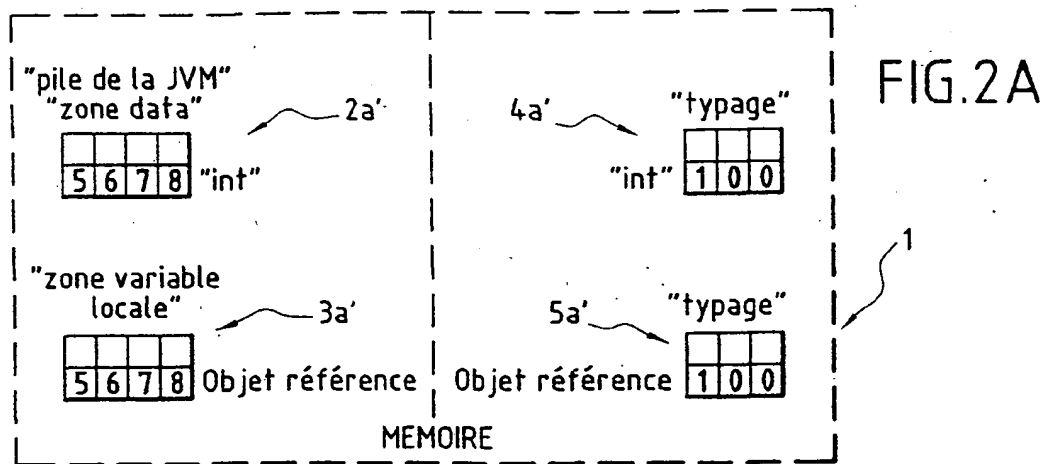 FIG.2A
"pile de la JVM"
"zone data"
2a'
5 6 7 8 "int"
4a'
"typage"
"int" 1 0 0
1
"zone variable
locale"
3a'
5 6 7 8 Objet référence
5a'
"typage"
Objet référence 1 0 0
MEMOIRE